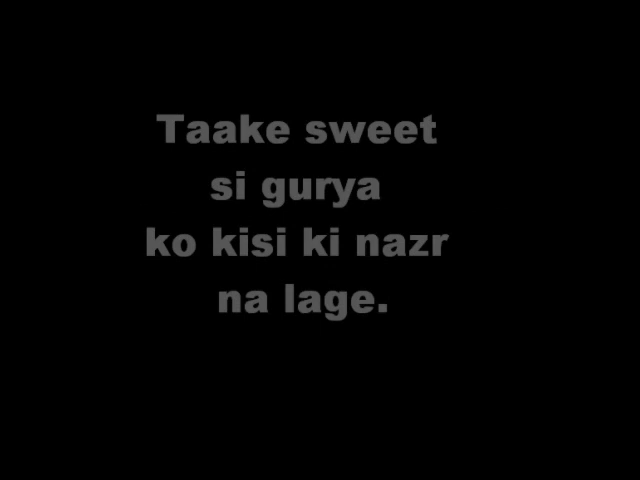 Taake sweet
si gurya
ko kisi ki nazr
na lage.